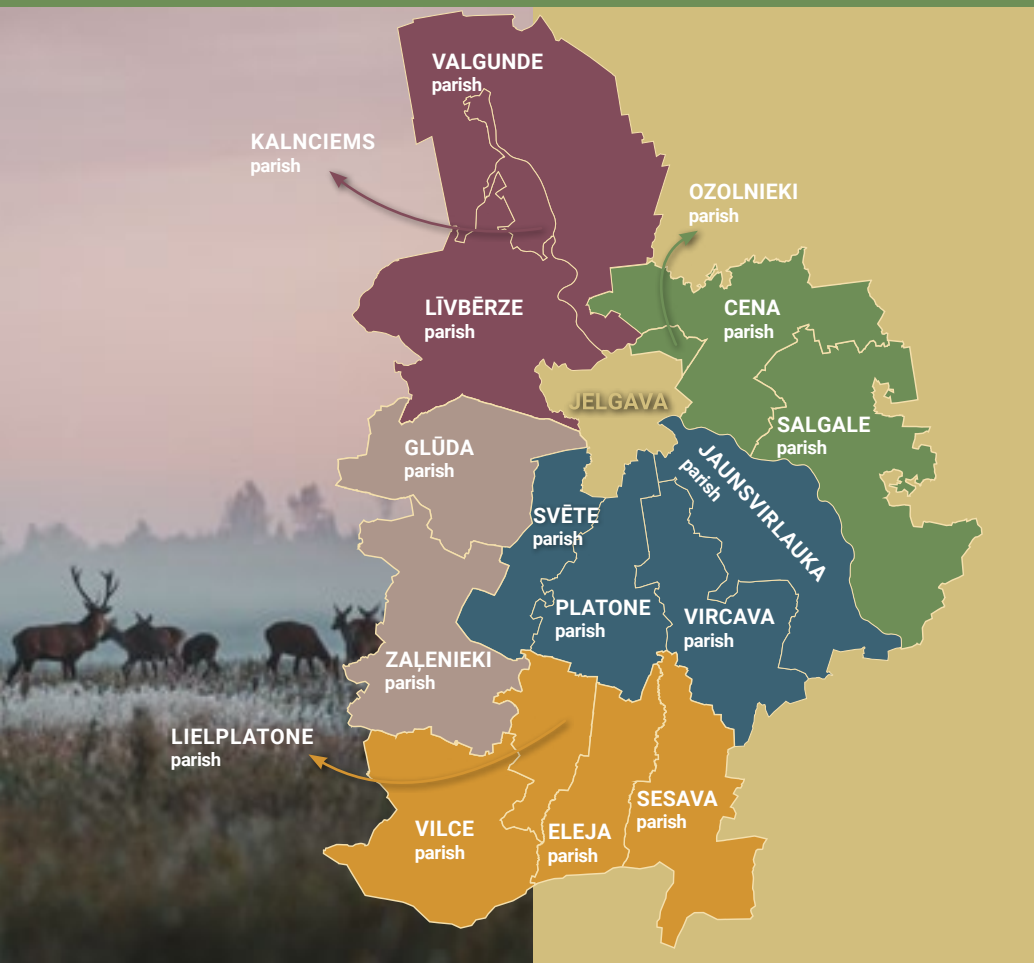 VALGUNDE
parish
KALNCIEMS
parish
OZOLNIEKI
parish
LĪVBĒRZE
parish
CENA
parish
JELGAVA
SALGALE
parish
GLŪDA
parish
JAUNSVIRLAUKA
parish
SVĒTE
parish
PLATONE
parish
VIRCAVA
parish
ZAĻENIEKI
parish
LIELPLATONE
parish
SESAVA
parish
VILCE
parish
ELEJA
parish